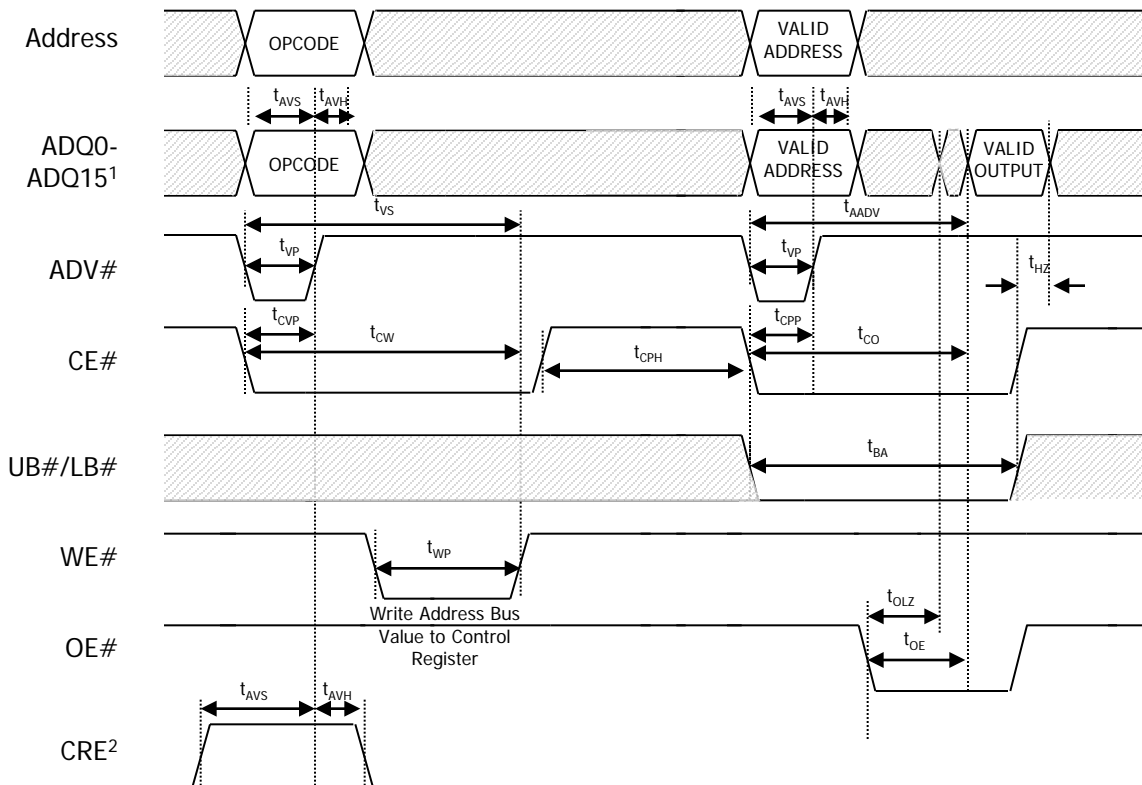 Address
OPCODE
VALID
ADDRESS
tAVS
tAVH
tAVS
tAVH
ADQ0-
ADQ15¹
OPCODE
VALID
ADDRESS
VALID
OUTPUT
tVS
tAADV
ADV#
tVP
tVP
tHZ
CE#
tCVP
tCW
tCPH
tCPP
tCO
UB#/LB#
tBA
WE#
tWP
Write Address Bus
Value to Control
Register
OE#
tOLZ
tOE
tAVS
tAVH
CRE²